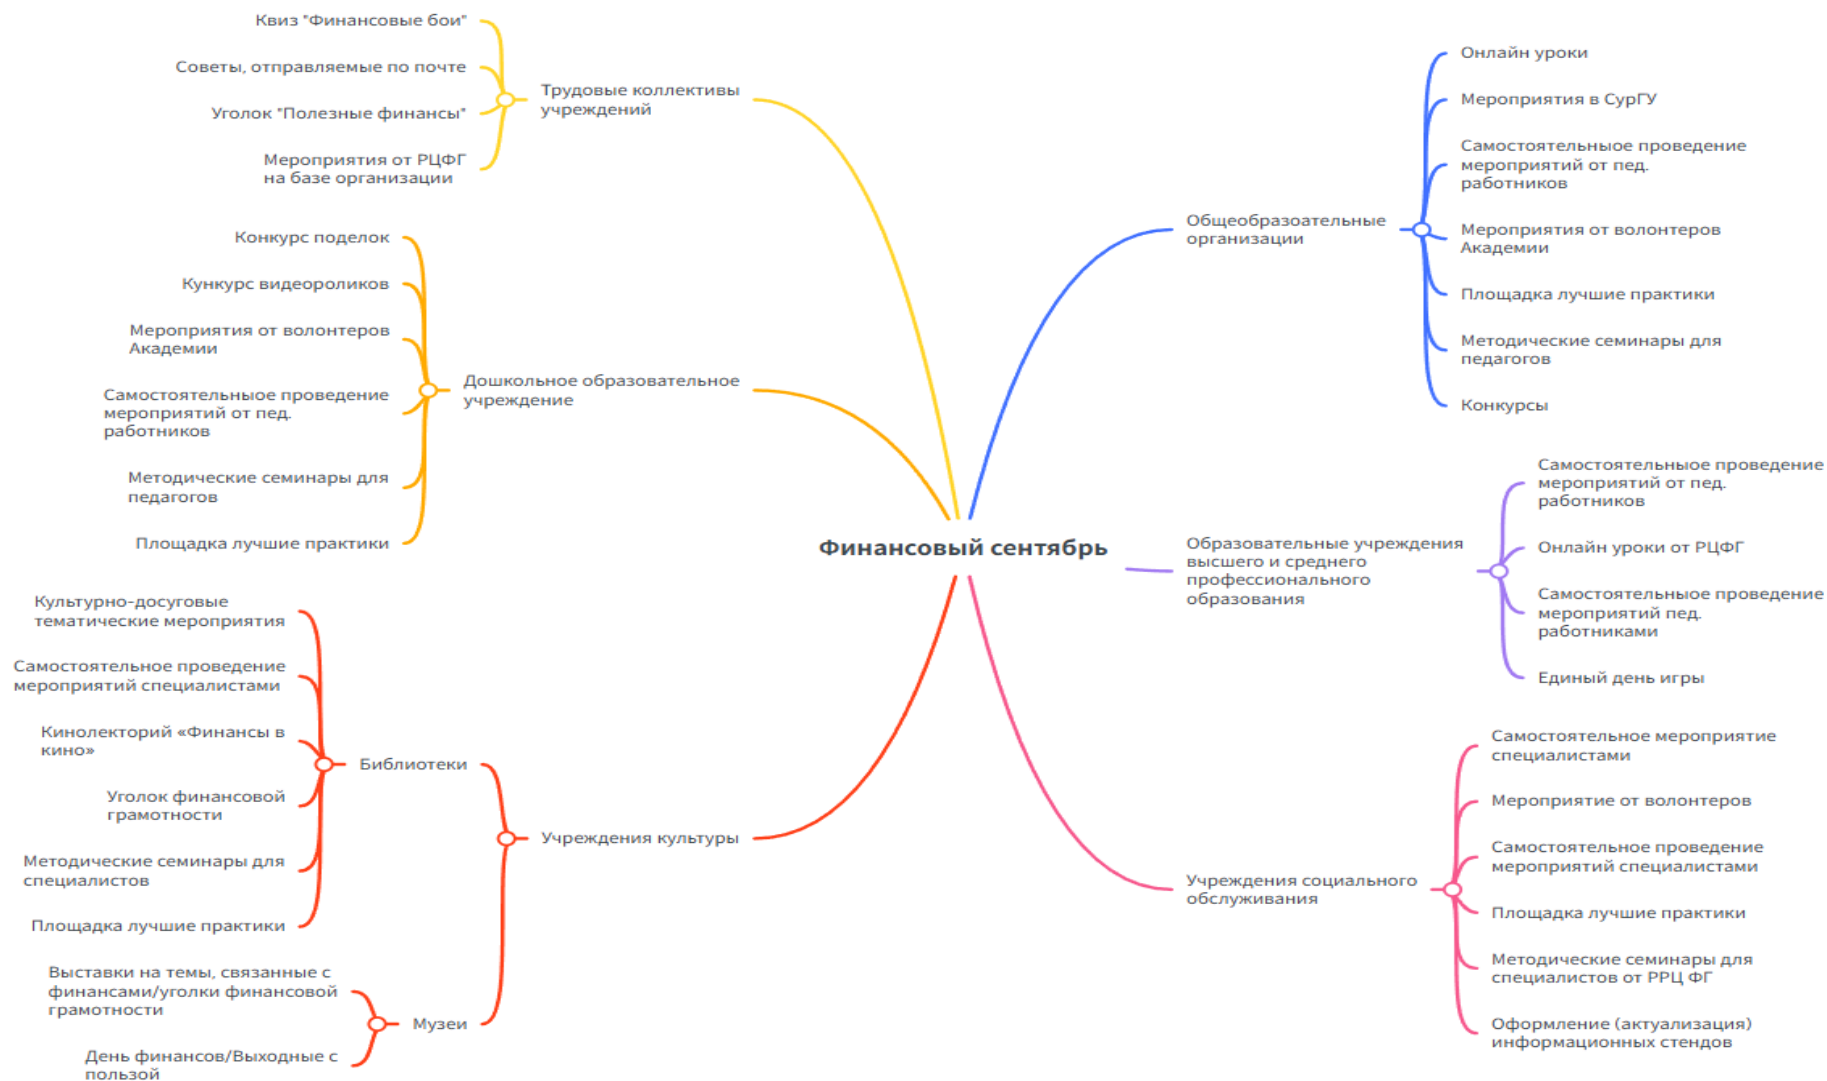 Квиз "Финансовые бои"
Советы, отправляемые по почте
Уголок "Полезные финансы"
Мероприятия от РЦФГ
на базе организации
Трудовые коллективы
учреждений
Конкурс поделок
Кункурс видеороликов
Мероприятия от волонтеров
Академии
Самостоятельныое проведение
мероприятий от пед.
работников
Методические семинары для
педагогов
Площадка лучшие практики
Дошкольное образовательное
учреждение
Культурно-досуговые
тематические мероприятия
Самостоятельное проведение
мероприятий специалистами
Кинолекторий «Финансы в
кино»
Уголок финансовой
грамотности
Методические семинары для
специалистов
Площадка лучшие практики
Библиотеки
Выставки на темы, связанные с
финансами/уголки финансовой
грамотности
День финансов/Выходные с
пользой
Музеи
Учреждения культуры
Финансовый сентябрь
Общеобразоательные
организации
Онлайн уроки
Мероприятия в СурГУ
Самостоятельныое проведение
мероприятий от пед.
работников
Мероприятия от волонтеров
Академии
Площадка лучшие практики
Методические семинары для
педагогов
Конкурсы
Образовательные учреждения
высшего и среднего
профессионального
образования
Самостоятельныое проведение
мероприятий от пед.
работников
Онлайн уроки от РЦФГ
Самостоятельныое проведение
мероприятий пед.
работниками
Единый день игры
Учреждения социального
обслуживания
Самостоятельное мероприятие
специалистами
Мероприятие от волонтеров
Самостоятельное проведение
мероприятий специалистами
Площадка лучшие практики
Методические семинары для
специалистов от РРЦ ФГ
Оформление (актуализация)
информационных стендов